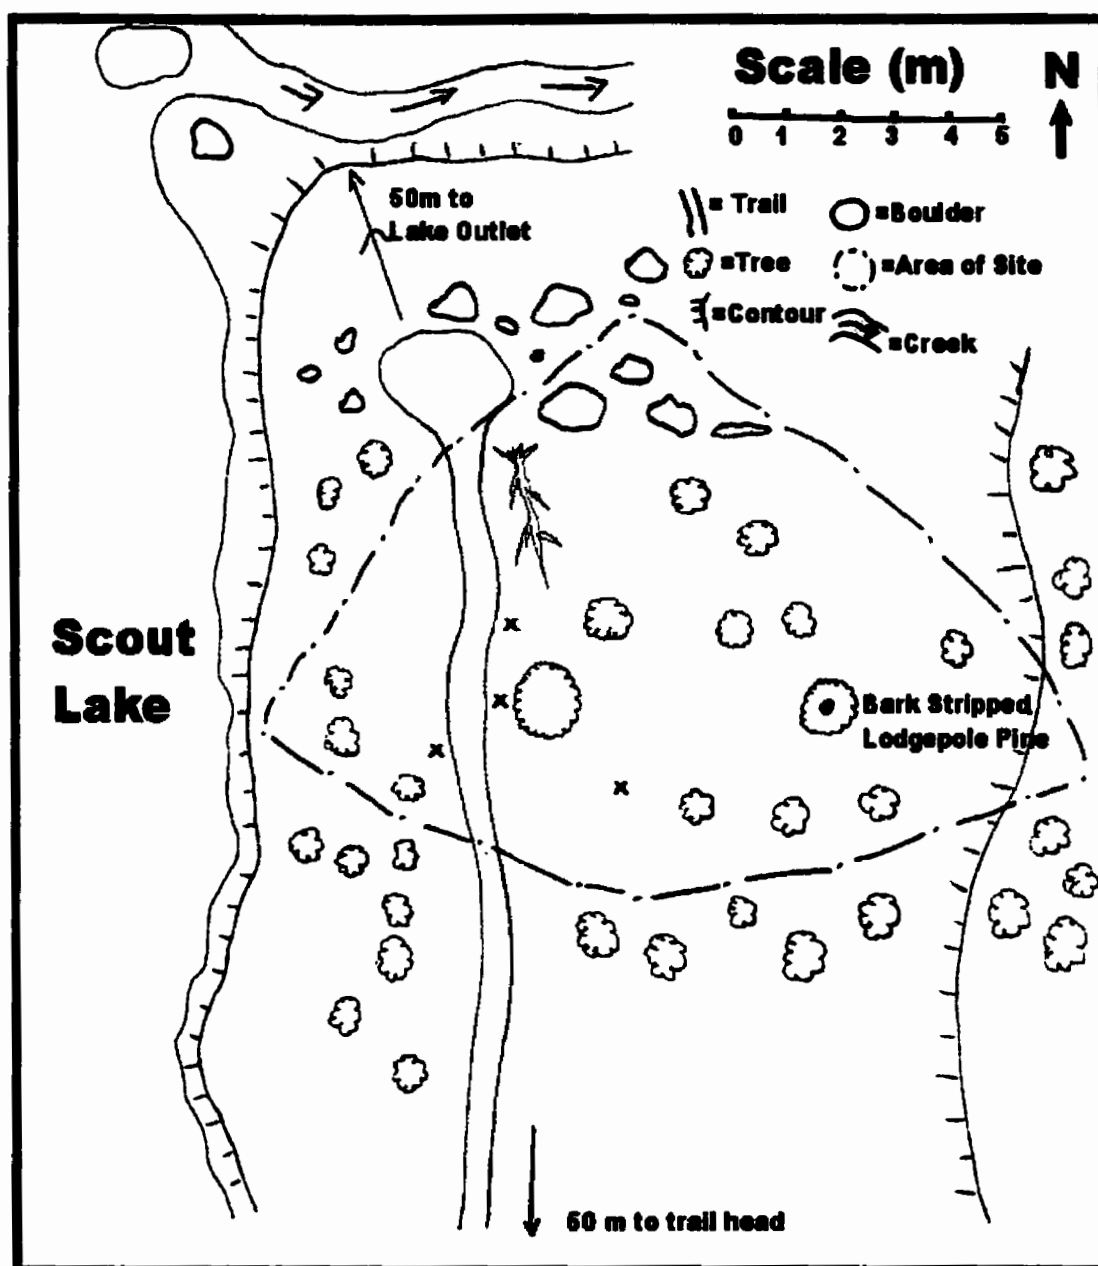 Scale (m)
N
0 1 2 3 4 5
50m to
Lake Outlet
= Trail
=Boulder
=Tree
=Area of Site
=Contour
=Creek
Scout
Lake
x
x
x
x
Bark Stripped
Lodgepole Pine
60 m to trail head